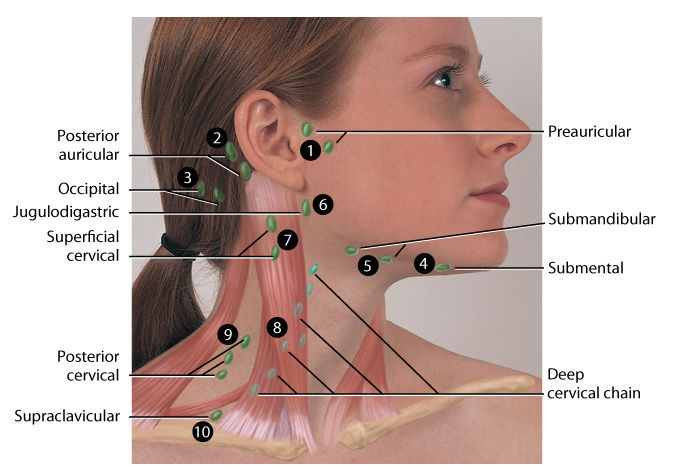 Posterior
auricular
Occipital
Jugulodigastric
Superficial
cervical
Posterior
cervical
Supraclavicular
2
3
1
6
7
5
4
9
8
10
Preauricular
Submandibular
Submental
Deep
cervical chain